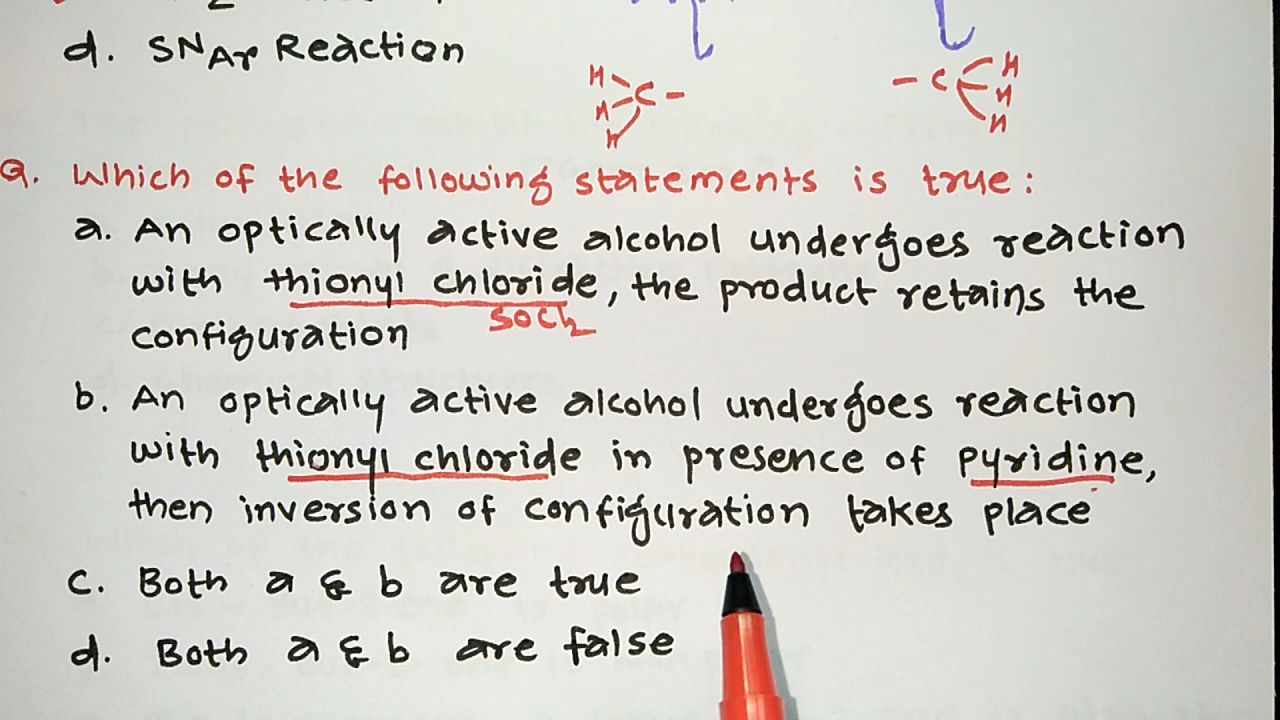 d. SNAr Reaction
H
C -
H
H
- C
H
H
H
Q. Which of the following statements is true:
a. An optically active alcohol undergoes reaction
with thionyl chloride, the product retains the
SOCl2
configuration
b. An optically active alcohol undergoes reaction
with thionyl chloride in presence of pyridine,
then inversion of configuration takes place
c. Both a & b are true
d. Both a & b are false